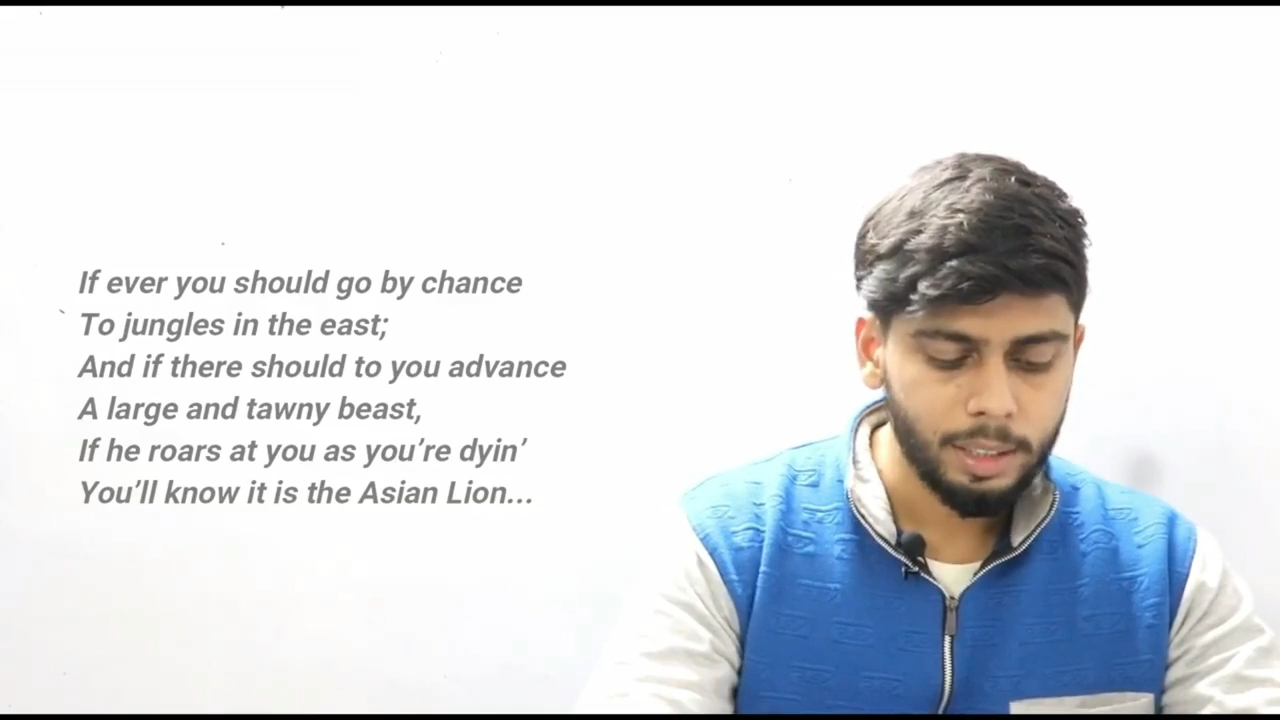 If ever you should go by chance
To jungles in the east;
And if there should to you advance
A large and tawny beast,
If he roars at you as you’re dyin’
You’ll know it is the Asian Lion...